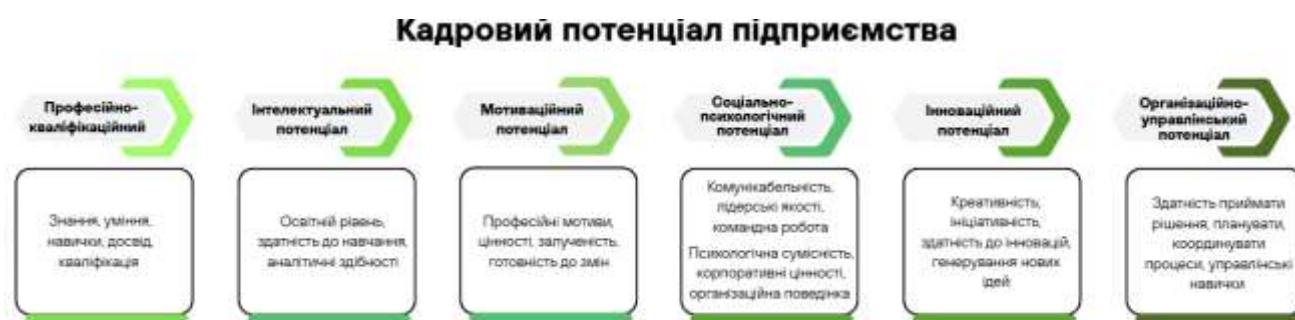 Кадровий потенціал підприємства
Професійно-
кваліфікаційний
Знання, уміння,
навички, досвід,
кваліфікація
Інтелектуальний
потенціал
Освітній рівень,
здатність до навчання,
аналітичні здібності
Мотиваційний
потенціал
Професійні мотиви,
цінності, залученість,
готовність до змін
Соціально-
психологічний
потенціал
Комунікабельність,
лідерські якості,
командна робота
Психологічна сумісність,
корпоративні цінності,
організаційна поведінка
Інноваційний
потенціал
Креативність,
ініціативність,
здатність до інновацій,
генерування нових
ідей
Організаційно-
управлінський
потенціал
Здатність приймати
рішення, планувати,
координувати
процеси, управлінські
навички